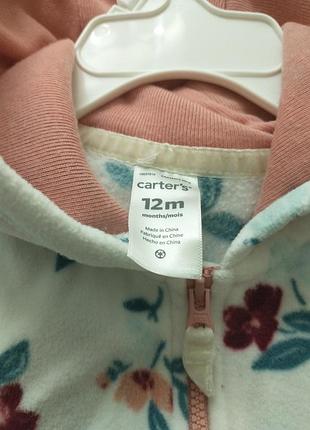 carter's
12m
months/mois
Made in China
Fabriqué en Chine
Hecho en China